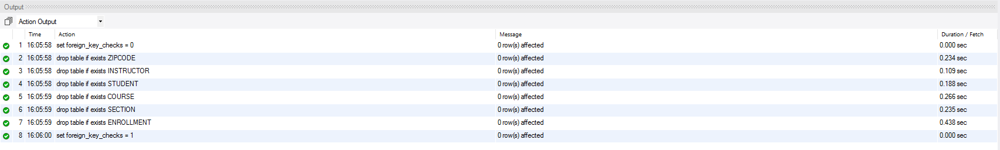 Output
Action Output
Time Action Message Duration / Fetch
1 16:05:58 set foreign_key_checks = 0 0 row(s) affected 0.000 sec
2 16:05:58 drop table if exists ZIPCODE 0 row(s) affected 0.234 sec
3 16:05:58 drop table if exists INSTRUCTOR 0 row(s) affected 0.109 sec
4 16:05:58 drop table if exists STUDENT 0 row(s) affected 0.188 sec
5 16:05:59 drop table if exists COURSE 0 row(s) affected 0.266 sec
6 16:05:59 drop table if exists SECTION 0 row(s) affected 0.235 sec
7 16:05:59 drop table if exists ENROLLMENT 0 row(s) affected 0.438 sec
8 16:06:00 set foreign_key_checks = 1 0 row(s) affected 0.000 sec